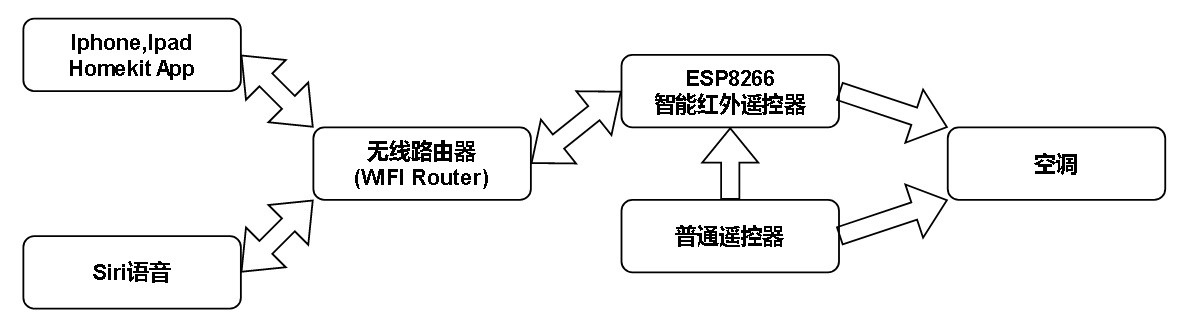 Iphone,Ipad
Homekit App
ESP8266
智能红外遥控器
无线路由器
(WIFI Router)
空调
普通遥控器
Siri语音